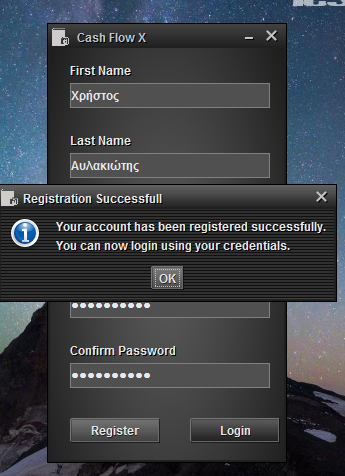 Cash Flow X
First Name
Χρήστος
Last Name
Αυλακιώτης
Registration Successfull
Your account has been registered successfully.
You can now login using your credentials.
OK
Confirm Password
Register
Login